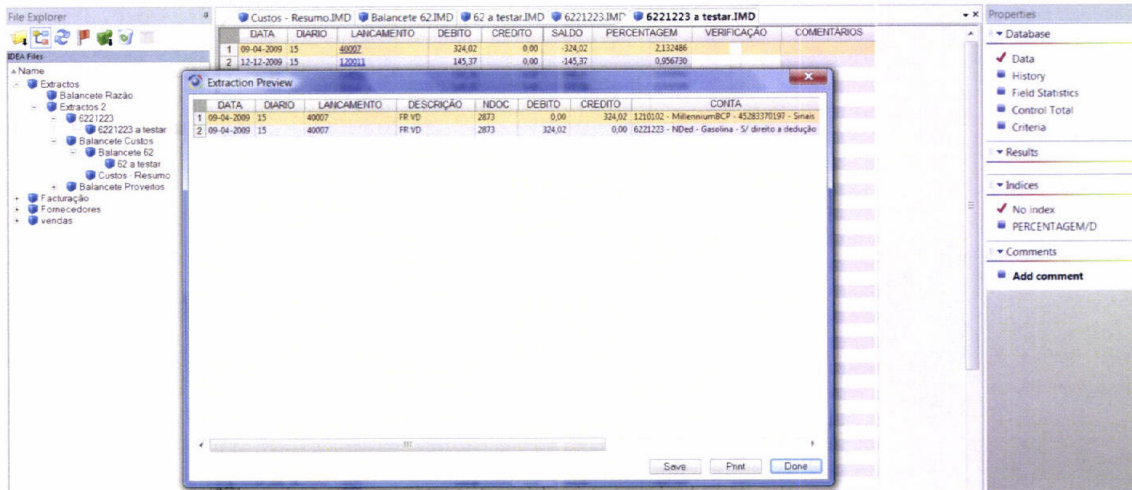 File Explorer
IDEA Files
Name
Extractos
Balancete Razão
Extractos 2
6221223
6221223 a testar
Balancete Custos
Balancete 62
62 a testar
Custos - Resumo
Balancete Proveitos
Facturação
Fornecedores
vendas
Custos - Resumo.IMD Balancete 62.IMD 62 a testar.IMD 6221223.IMD 6221223 a testar.IMD
DATA DIARIO LANCAMENTO DEBITO CREDITO SALDO PERCENTAGEM VERIFICAÇÃO COMENTÁRIOS
1 09-04-2009 15 40007 324,02 0,00 -324,02 2,132486
2 12-12-2009 15 120011 145,37 0,00 -145,37 0,956730
Extraction Preview
DATA DIARIO LANCAMENTO DESCRIÇÃO NDOC DEBITO CREDITO CONTA
1 09-04-2009 15 40007 FR VD 2873 0,00 324,02 1210102 - MillenniumBCP - 45283370197 - Sinais
2 09-04-2009 15 40007 FR VD 2873 324,02 0,00 6221223 - NDed - Gasolina - S/ direito a dedução
Save Print Done
Properties
Database
Data
History
Field Statistics
Control Total
Criteria
Results
Indices
No index
PERCENTAGEM/D
Comments
Add comment